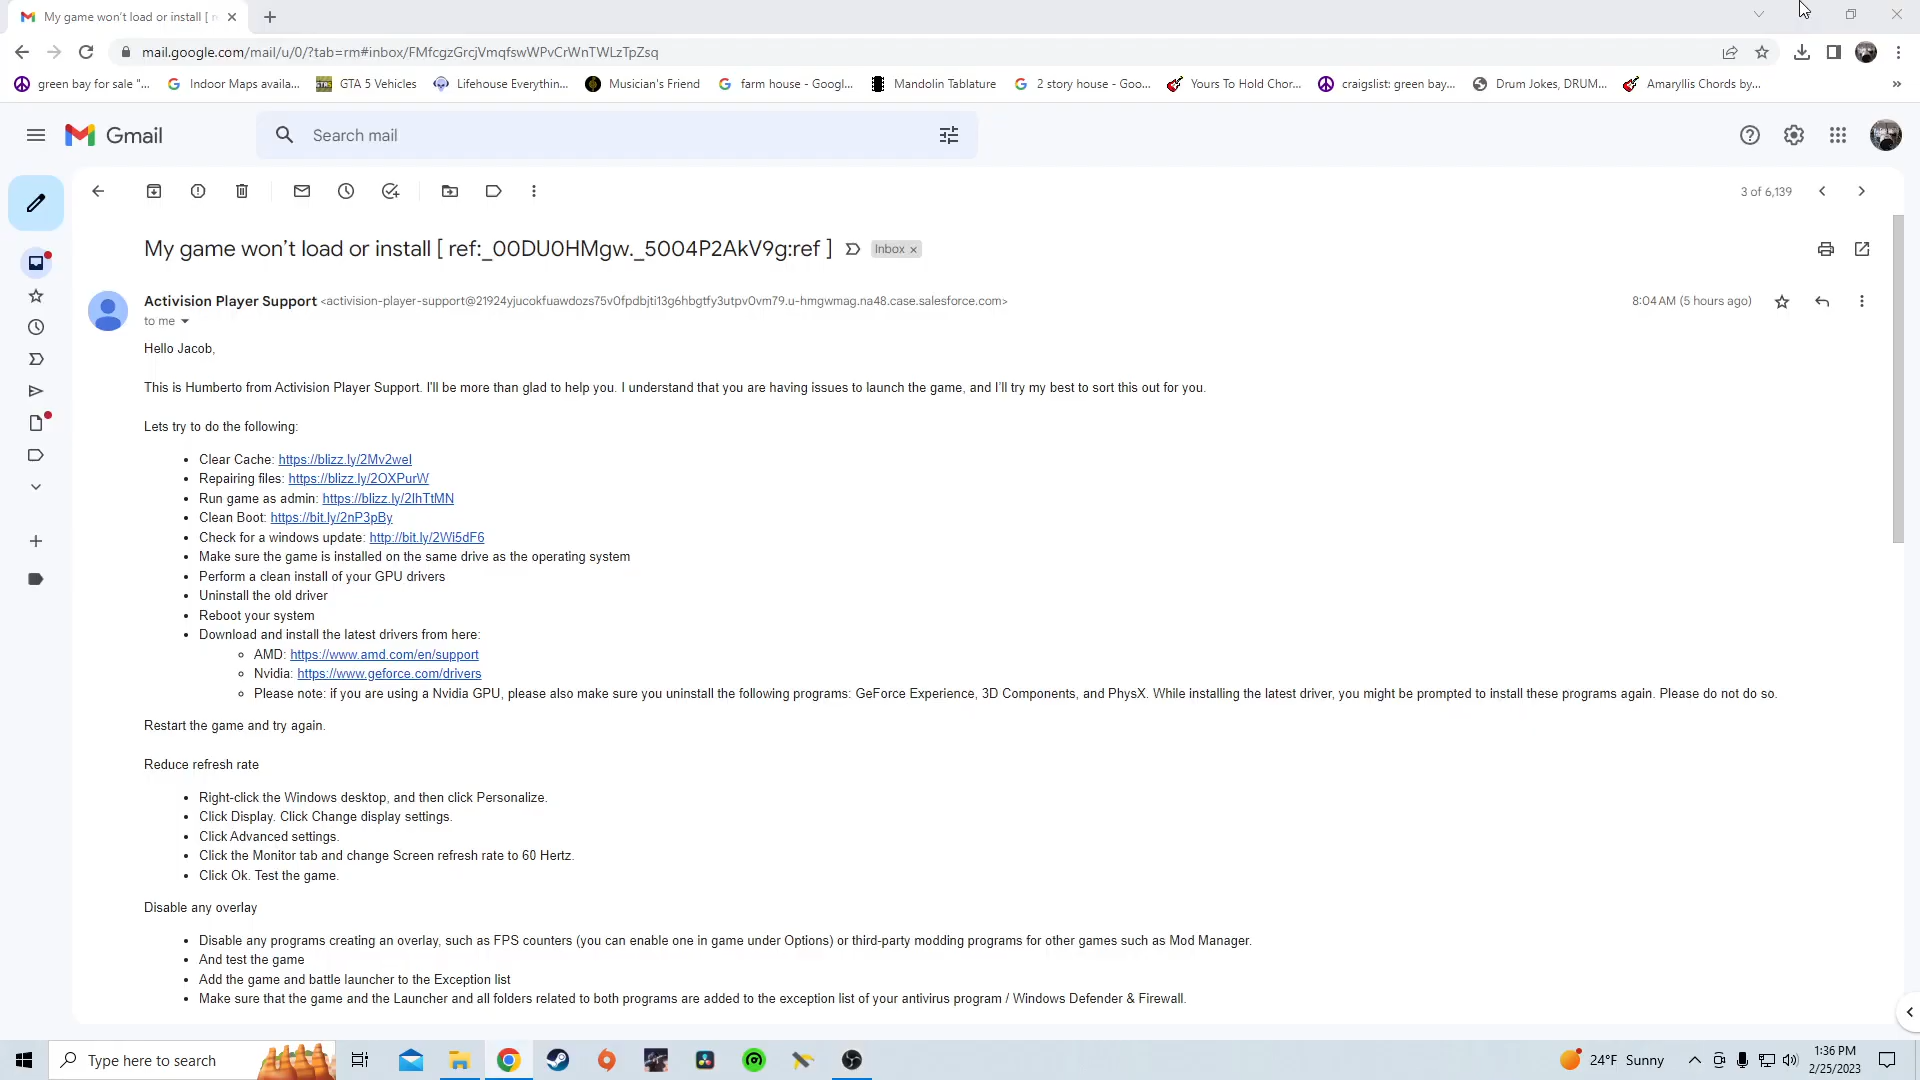 My game won't load or install [ r
mail.google.com/mail/u/0/?tab=rm#inbox/FMfcgzGrcjVmqfswWPvCrWnTWLzTpZsq
green bay for sale "...
Indoor Maps availa...
GTA 5 Vehicles
Lifehouse Everythin...
Musician's Friend
farm house - Googl...
Mandolin Tablature
2 story house - Goo...
Yours To Hold Chor...
craigslist: green bay...
Drum Jokes, DRUM...
Amaryllis Chords by...
»
Gmail
Search mail
3 of 6,139
My game won't load or install [ ref:_00DU0HMgw._5004P2AkV9g:ref ]
Inbox ×
Activision Player Support <activision-player-support@21924yjucokfuawdozs75v0fpdbjti13g6hbgtfy3utpv0vm79.u-hmgwmag.na48.case.salesforce.com>
8:04 AM (5 hours ago)
to me
Hello Jacob,
This is Humberto from Activision Player Support. I'll be more than glad to help you. I understand that you are having issues to launch the game, and I'll try my best to sort this out for you.
Lets try to do the following:
• Clear Cache: https://blizz.ly/2Mv2weI
• Repairing files: https://blizz.ly/2OXPurW
• Run game as admin: https://blizz.ly/2IhTtMN
• Clean Boot: https://bit.ly/2nP3pBy
• Check for a windows update: http://bit.ly/2Wi5dF6
• Make sure the game is installed on the same drive as the operating system
• Perform a clean install of your GPU drivers
• Uninstall the old driver
• Reboot your system
• Download and install the latest drivers from here:
◦ AMD: https://www.amd.com/en/support
◦ Nvidia: https://www.geforce.com/drivers
◦ Please note: if you are using a Nvidia GPU, please also make sure you uninstall the following programs: GeForce Experience, 3D Components, and PhysX. While installing the latest driver, you might be prompted to install these programs again. Please do not do so.
Restart the game and try again.
Reduce refresh rate
• Right-click the Windows desktop, and then click Personalize.
• Click Display. Click Change display settings.
• Click Advanced settings.
• Click the Monitor tab and change Screen refresh rate to 60 Hertz.
• Click Ok. Test the game.
Disable any overlay
• Disable any programs creating an overlay, such as FPS counters (you can enable one in game under Options) or third-party modding programs for other games such as Mod Manager.
• And test the game
• Add the game and battle launcher to the Exception list
• Make sure that the game and the Launcher and all folders related to both programs are added to the exception list of your antivirus program / Windows Defender & Firewall.
Type here to search
24°F Sunny
1:36 PM
2/25/2023